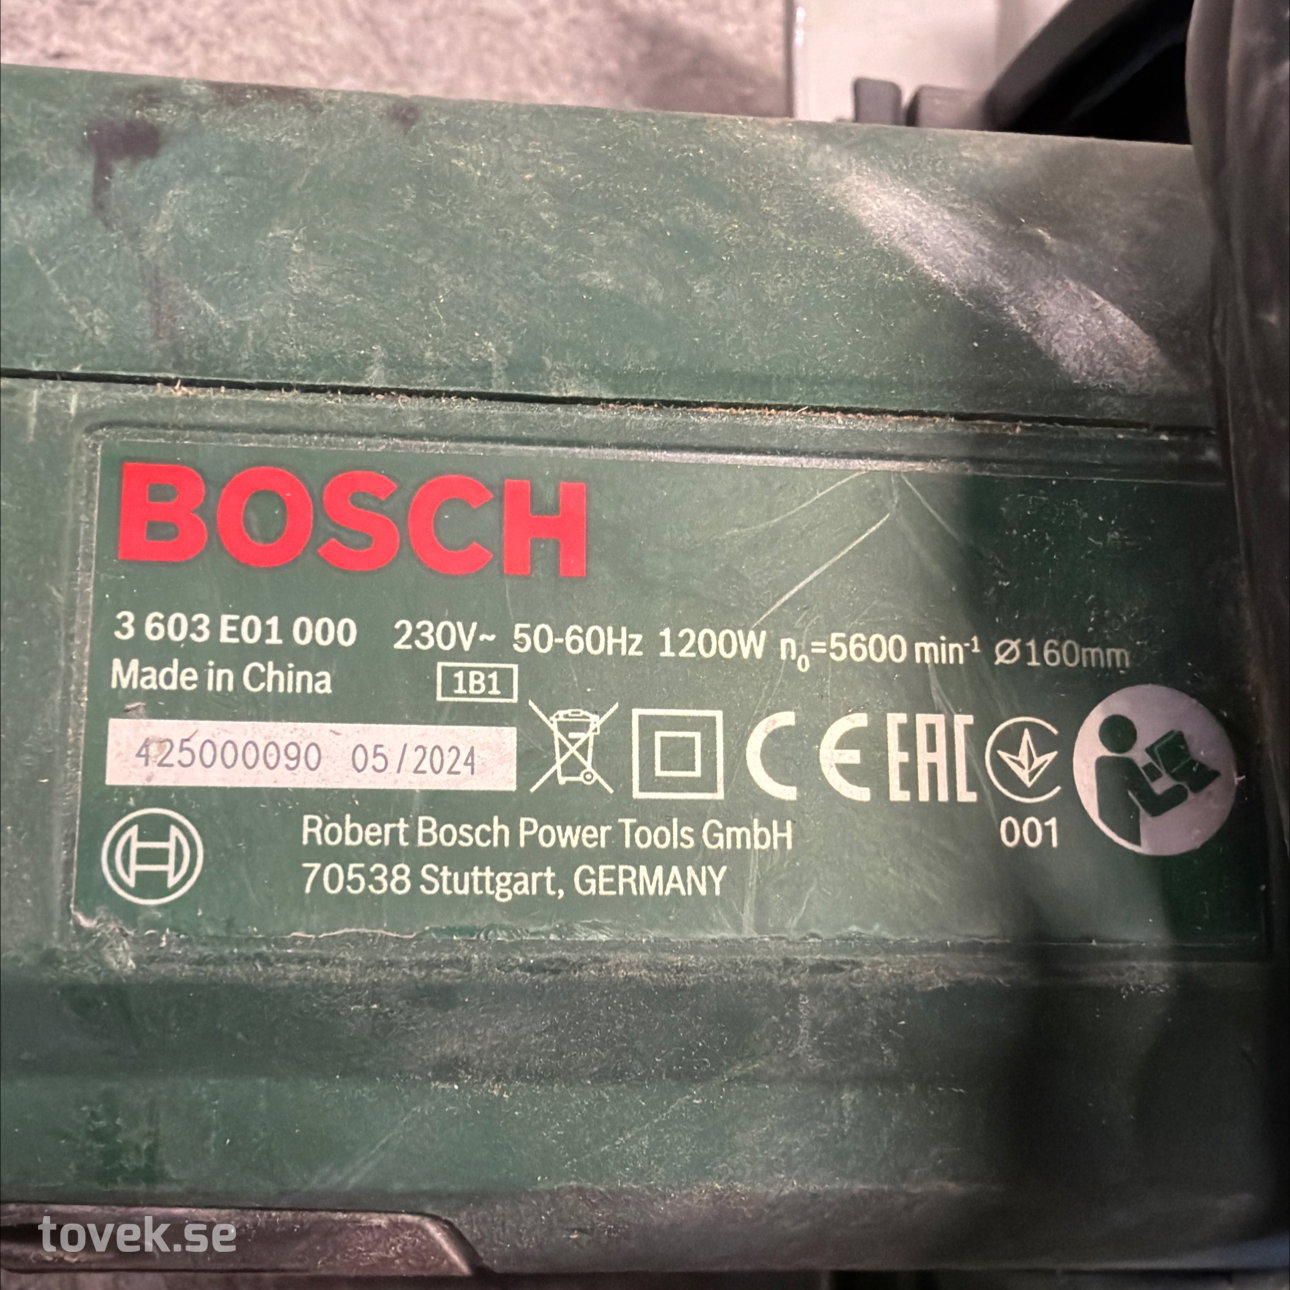 BOSCH
3 603 E01 000 230V~ 50-60Hz 1200W n₀=5600 min⁻¹ Ø160mm
Made in China 1B1
425000090 05/2024
CE EAC
001
Robert Bosch Power Tools GmbH
70538 Stuttgart, GERMANY
tovek.se